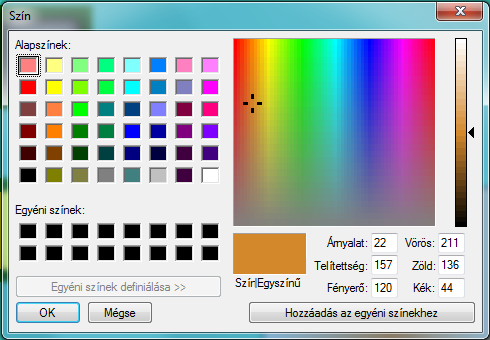 Szín
Alapszínek:
Egyéni színek:
Egyéni színek definiálása >>
OK
Mégse
Szín|Egyszínű
Árnyalat: 22
Vörös: 211
Telítettség: 157
Zöld: 136
Fényerő: 120
Kék: 44
Hozzáadás az egyéni színekhez